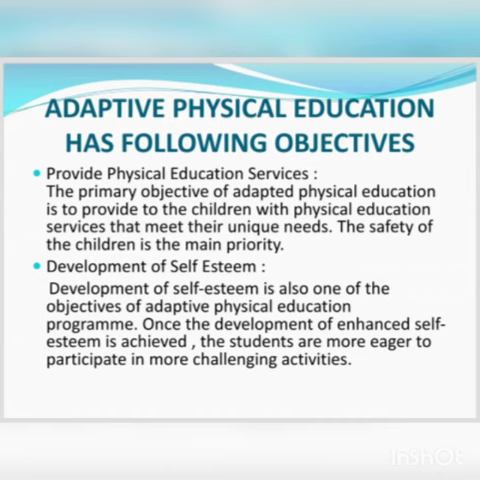 ADAPTIVE PHYSICAL EDUCATION
HAS FOLLOWING OBJECTIVES
• Provide Physical Education Services :
The primary objective of adapted physical education
is to provide to the children with physical education
services that meet their unique needs. The safety of
the children is the main priority.
• Development of Self Esteem :
Development of self-esteem is also one of the
objectives of adaptive physical education
programme. Once the development of enhanced self-
esteem is achieved , the students are more eager to
participate in more challenging activities.
InShOt